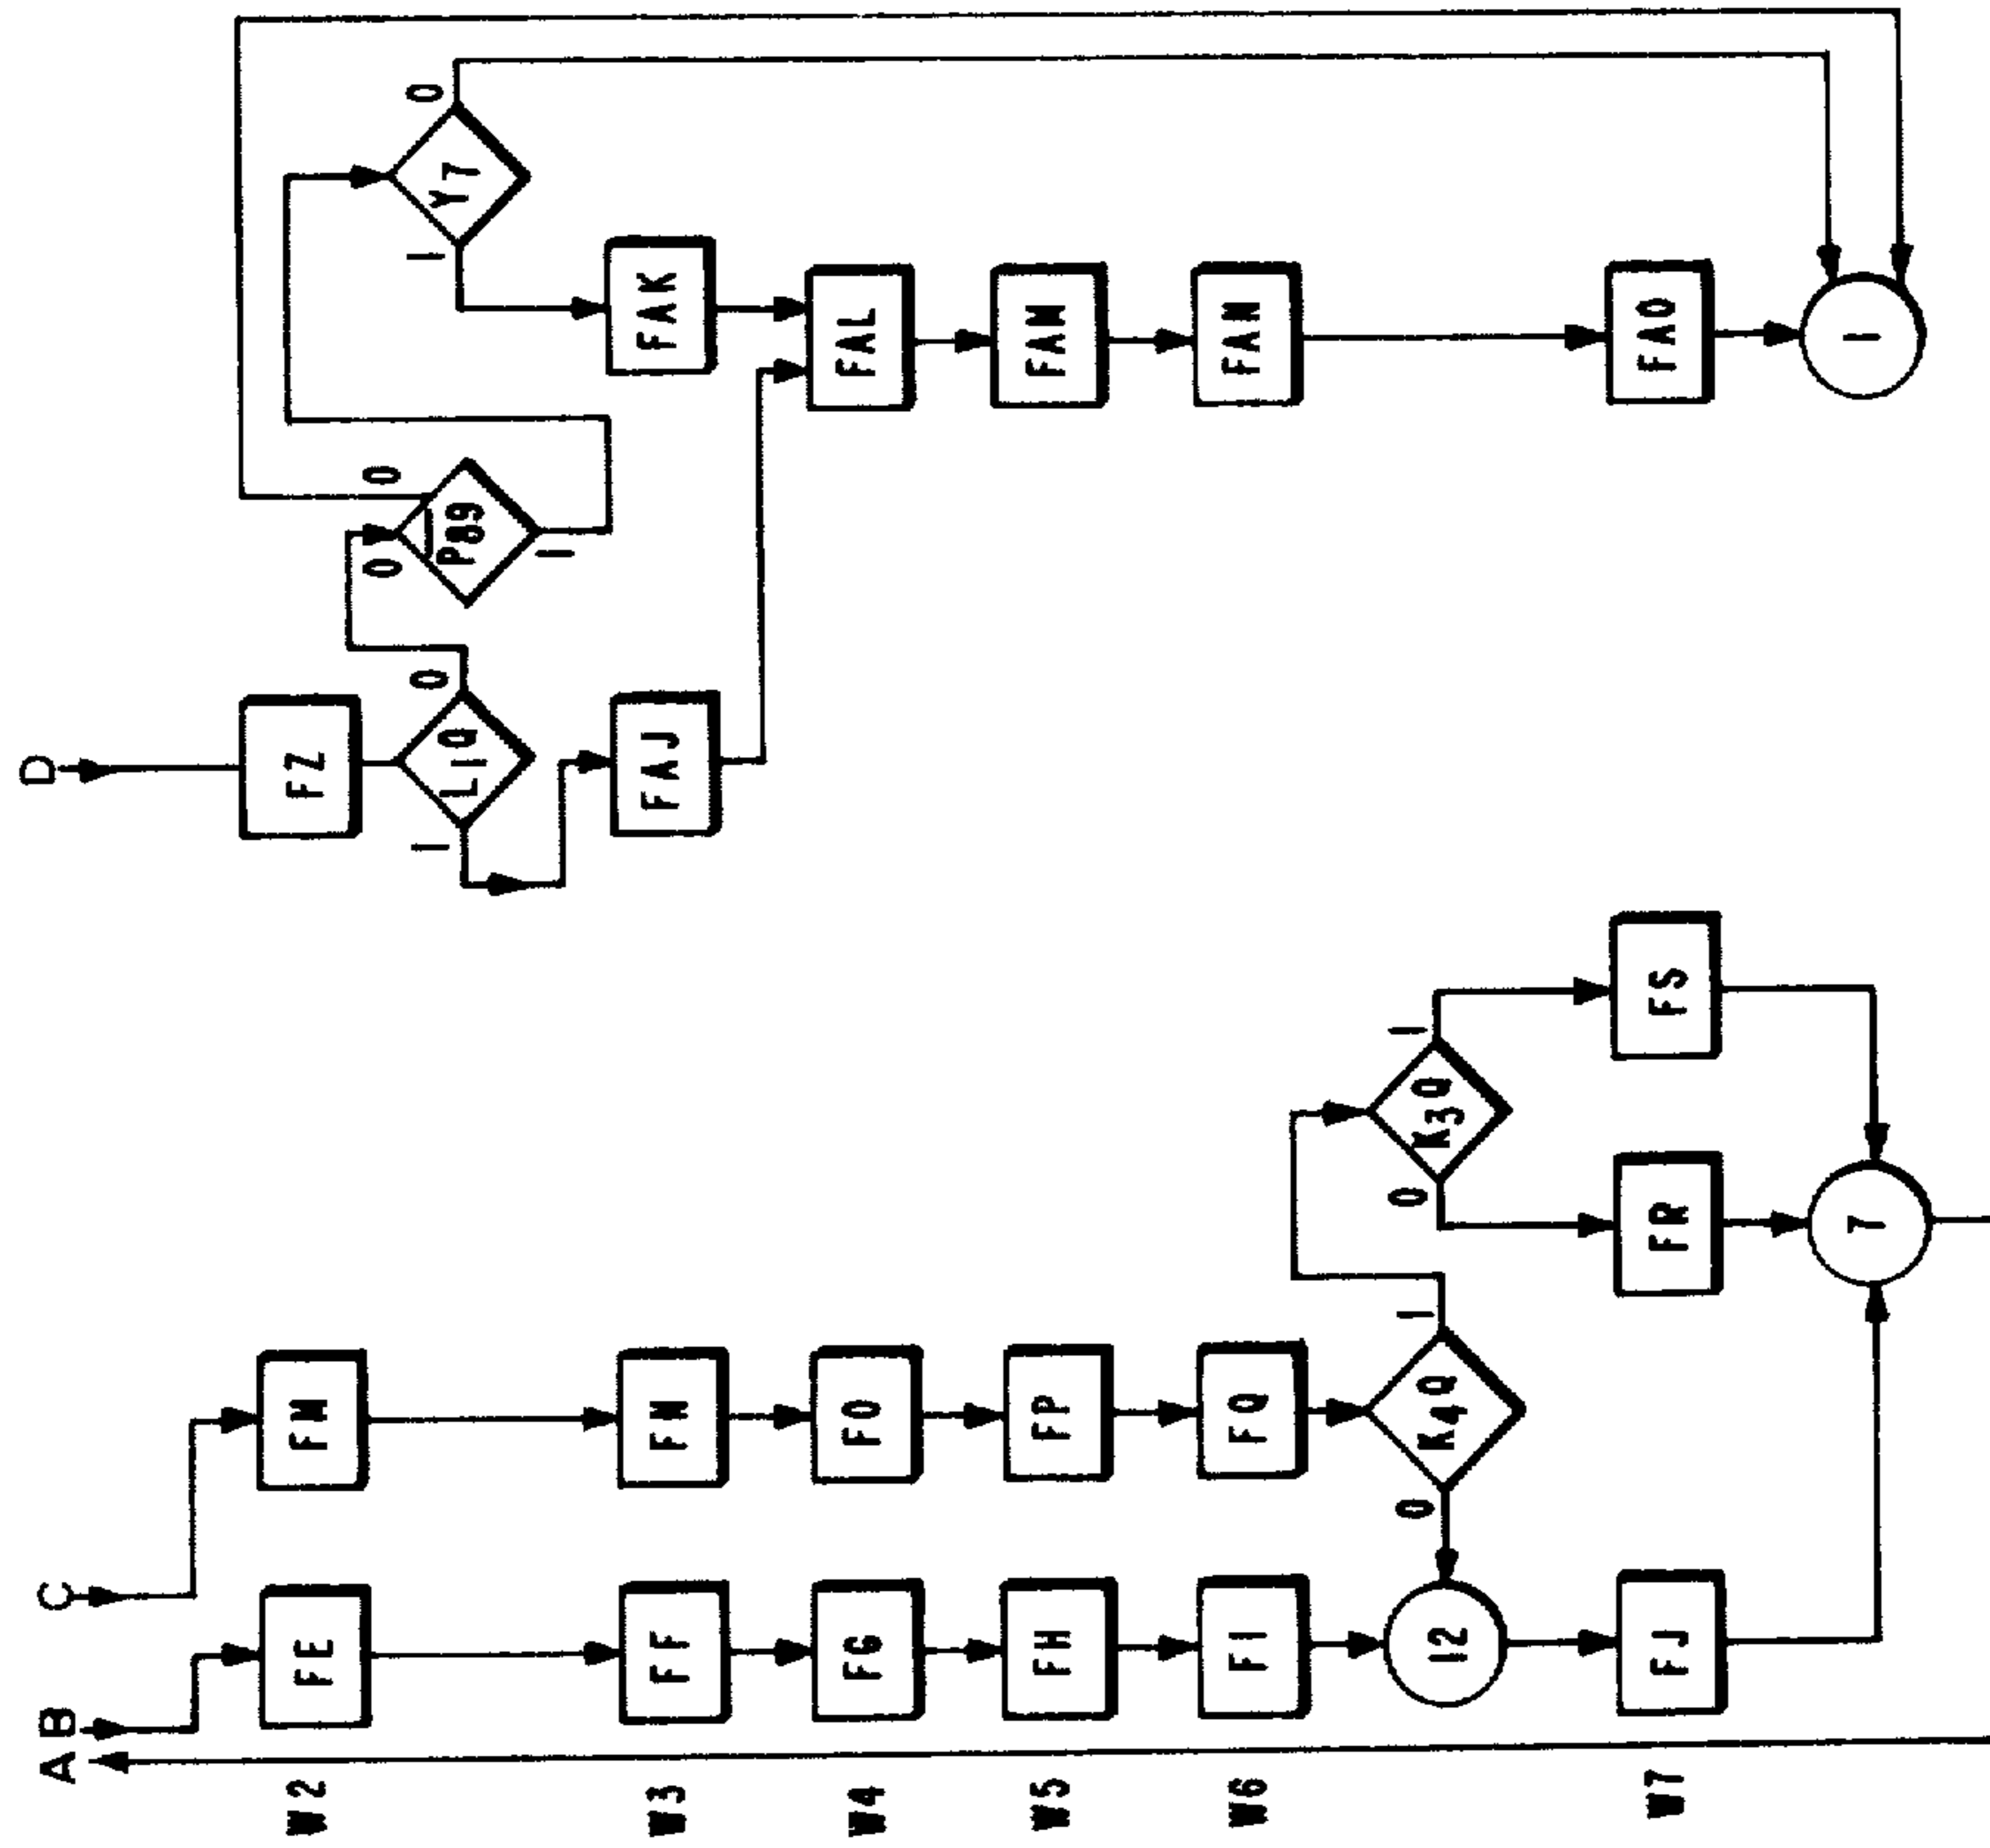 A B C D
W2 FE FM FZ
0 0
1 0 1 0
L1Q P89 Y7
1
W3 FF FN FAJ FAK
W4 FG FO FAL
W5 FH FP FAM
W6 FI FQ FAN
0 1 0 1
12 K4Q K3Q
W7 FJ FR FS FAO
7 1